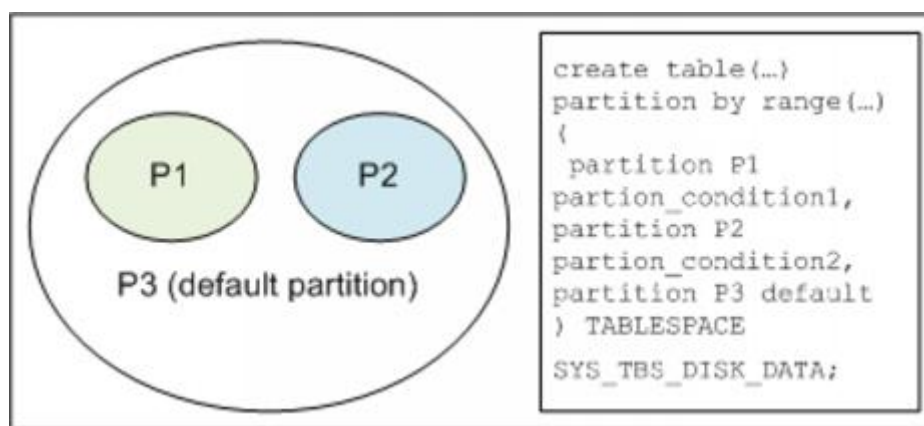 P1
P2
P3 (default partition)
create table(…)
partition by range(…)
(
partition P1
partion_condition1,
partition P2
partion_condition2,
partition P3 default
) TABLESPACE
SYS_TBS_DISK_DATA;